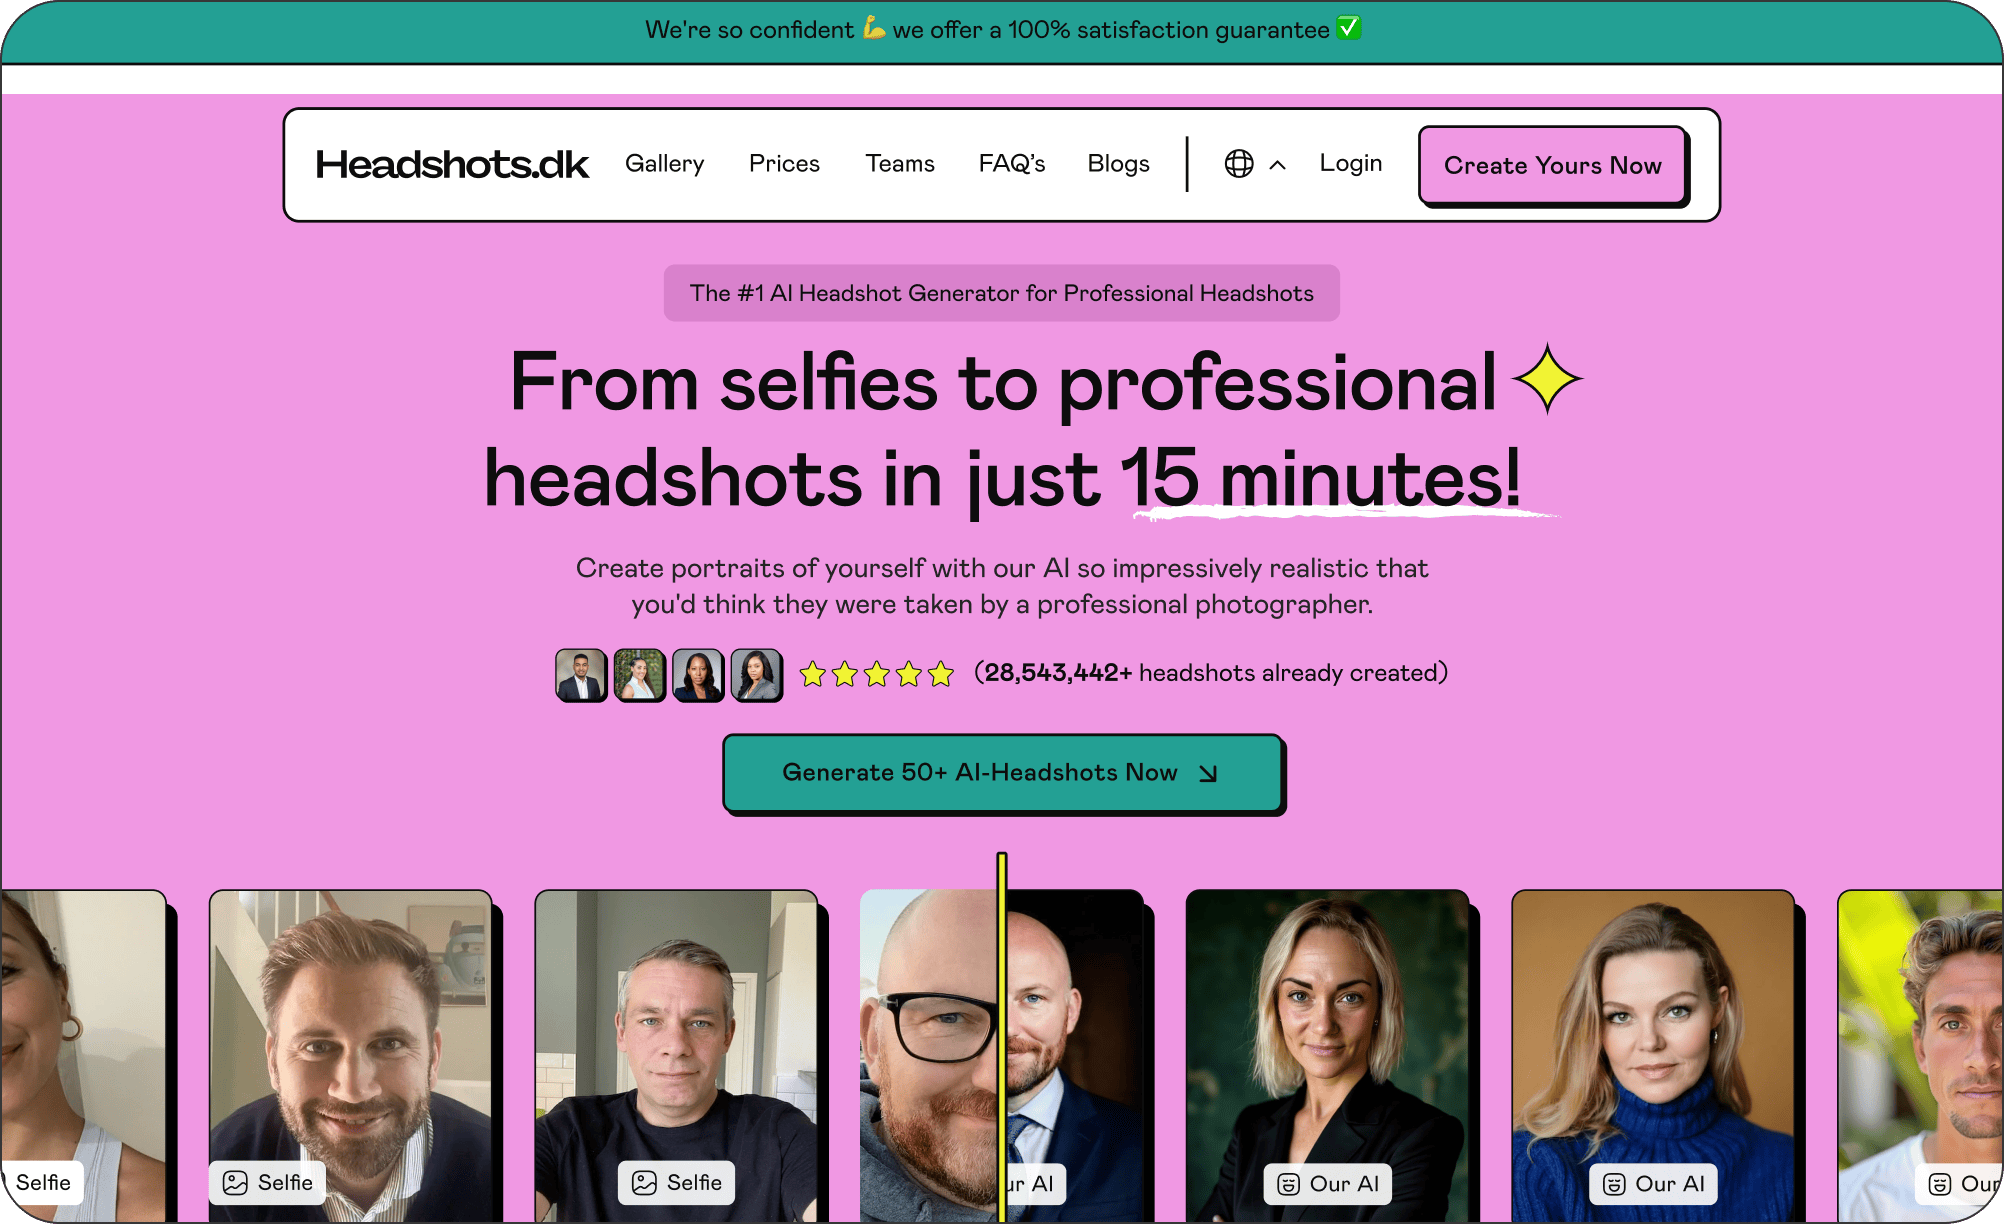 We're so confident 💪 we offer a 100% satisfaction guarantee ✅
Headshots.dk Gallery Prices Teams FAQ's Blogs Login Create Yours Now
The #1 AI Headshot Generator for Professional Headshots
From selfies to professional
headshots in just 15 minutes!
Create portraits of yourself with our AI so impressively realistic that
you'd think they were taken by a professional photographer.
(28,543,442+ headshots already created)
Generate 50+ AI-Headshots Now
Selfie
Selfie
Selfie
ur AI
Our AI
Our AI
Our